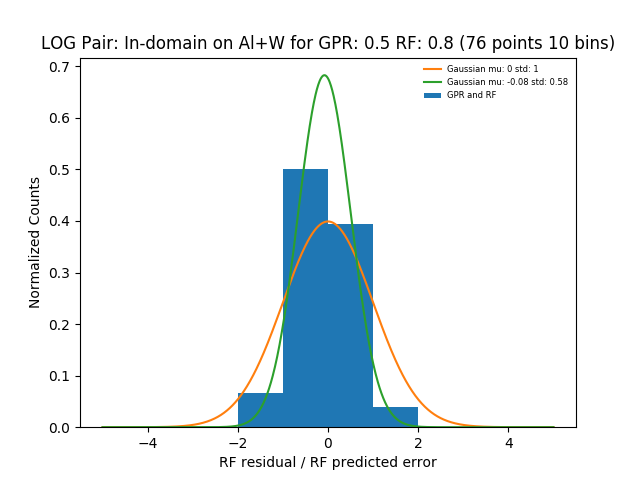 LOG Pair: In-domain on Al+W for GPR: 0.5 RF: 0.8 (76 points 10 bins)
Gaussian mu: 0 std: 1
Gaussian mu: -0.08 std: 0.58
GPR and RF
Normalized Counts
0.7
0.6
0.5
0.4
0.3
0.2
0.1
0.0
−4 −2 0 2 4
RF residual / RF predicted error